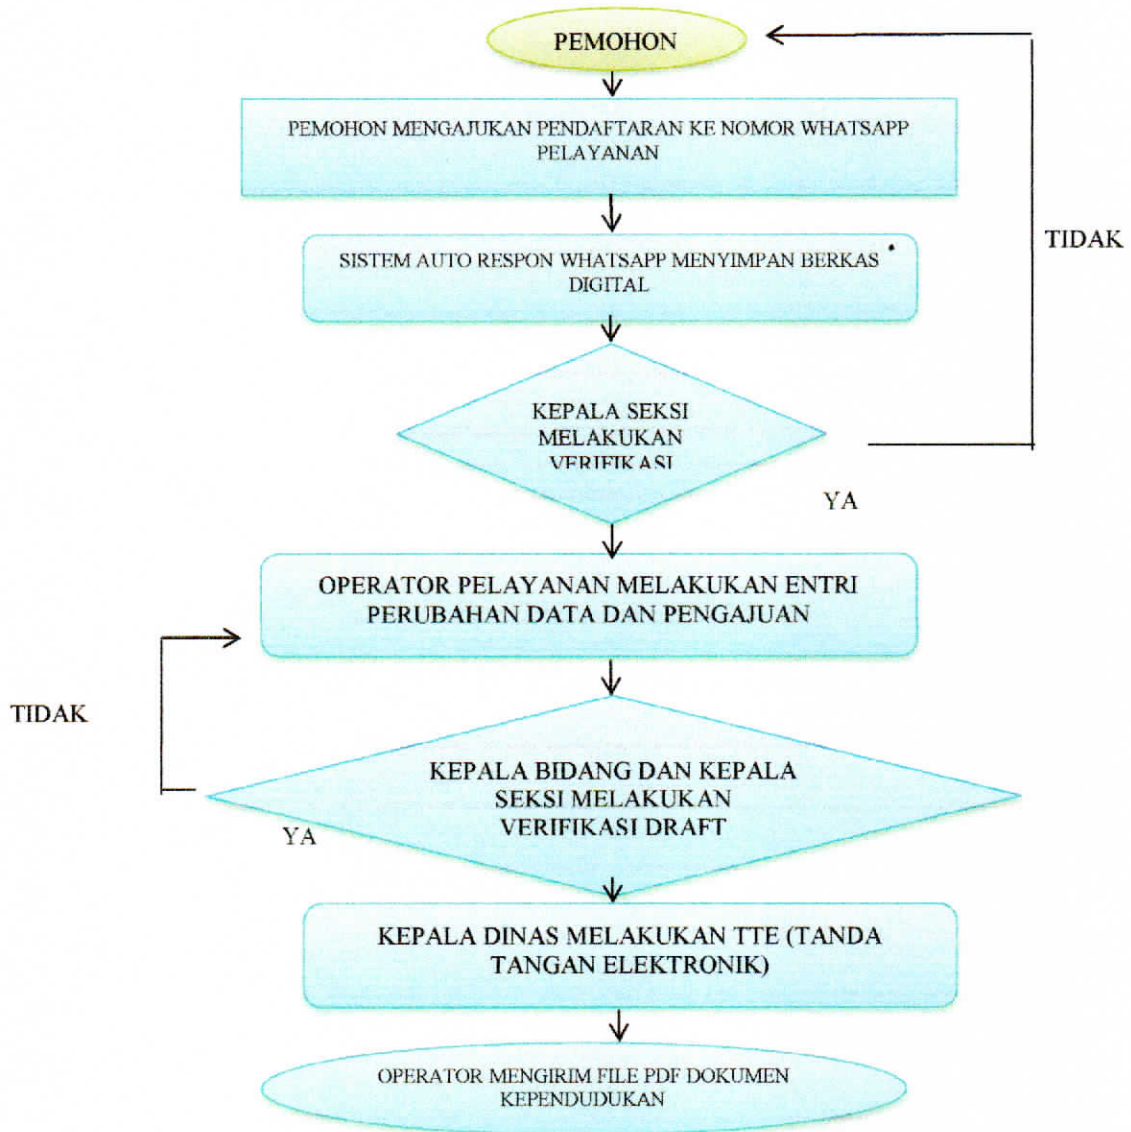 PEMOHON
PEMOHON MENGAJUKAN PENDAFTARAN KE NOMOR WHATSAPP
PELAYANAN
TIDAK
SISTEM AUTO RESPON WHATSAPP MENYIMPAN BERKAS
DIGITAL
KEPALA SEKSI
MELAKUKAN
VERIFIKASI
YA
OPERATOR PELAYANAN MELAKUKAN ENTRI
PERUBAHAN DATA DAN PENGAJUAN
TIDAK
KEPALA BIDANG DAN KEPALA
SEKSI MELAKUKAN
VERIFIKASI DRAFT
YA
KEPALA DINAS MELAKUKAN TTE (TANDA
TANGAN ELEKTRONIK)
OPERATOR MENGIRIM FILE PDF DOKUMEN
KEPENDUDUKAN